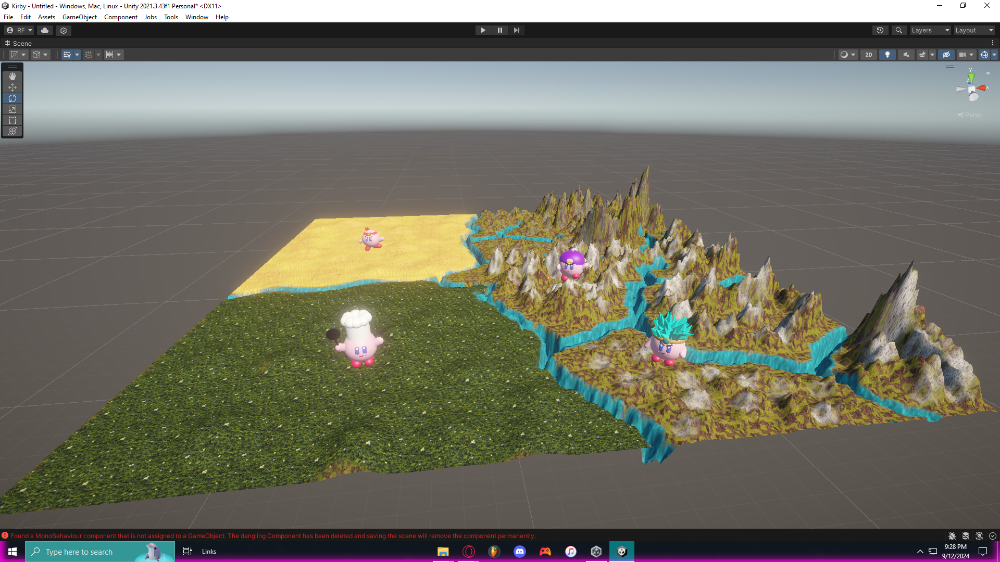 Kirby - Untitled - Windows, Mac, Linux - Unity 2021.3.43f1 Personal* <DX11>
File Edit Assets GameObject Component Jobs Tools Window Help
RF Layers Layout
Scene
2D
y
z x
Persp
Found a MonoBehaviour component that is not assigned to a GameObject. The dangling Component has been deleted and saving the scene will remove the component permanently.
Type here to search Links
9:28 PM
9/12/2024